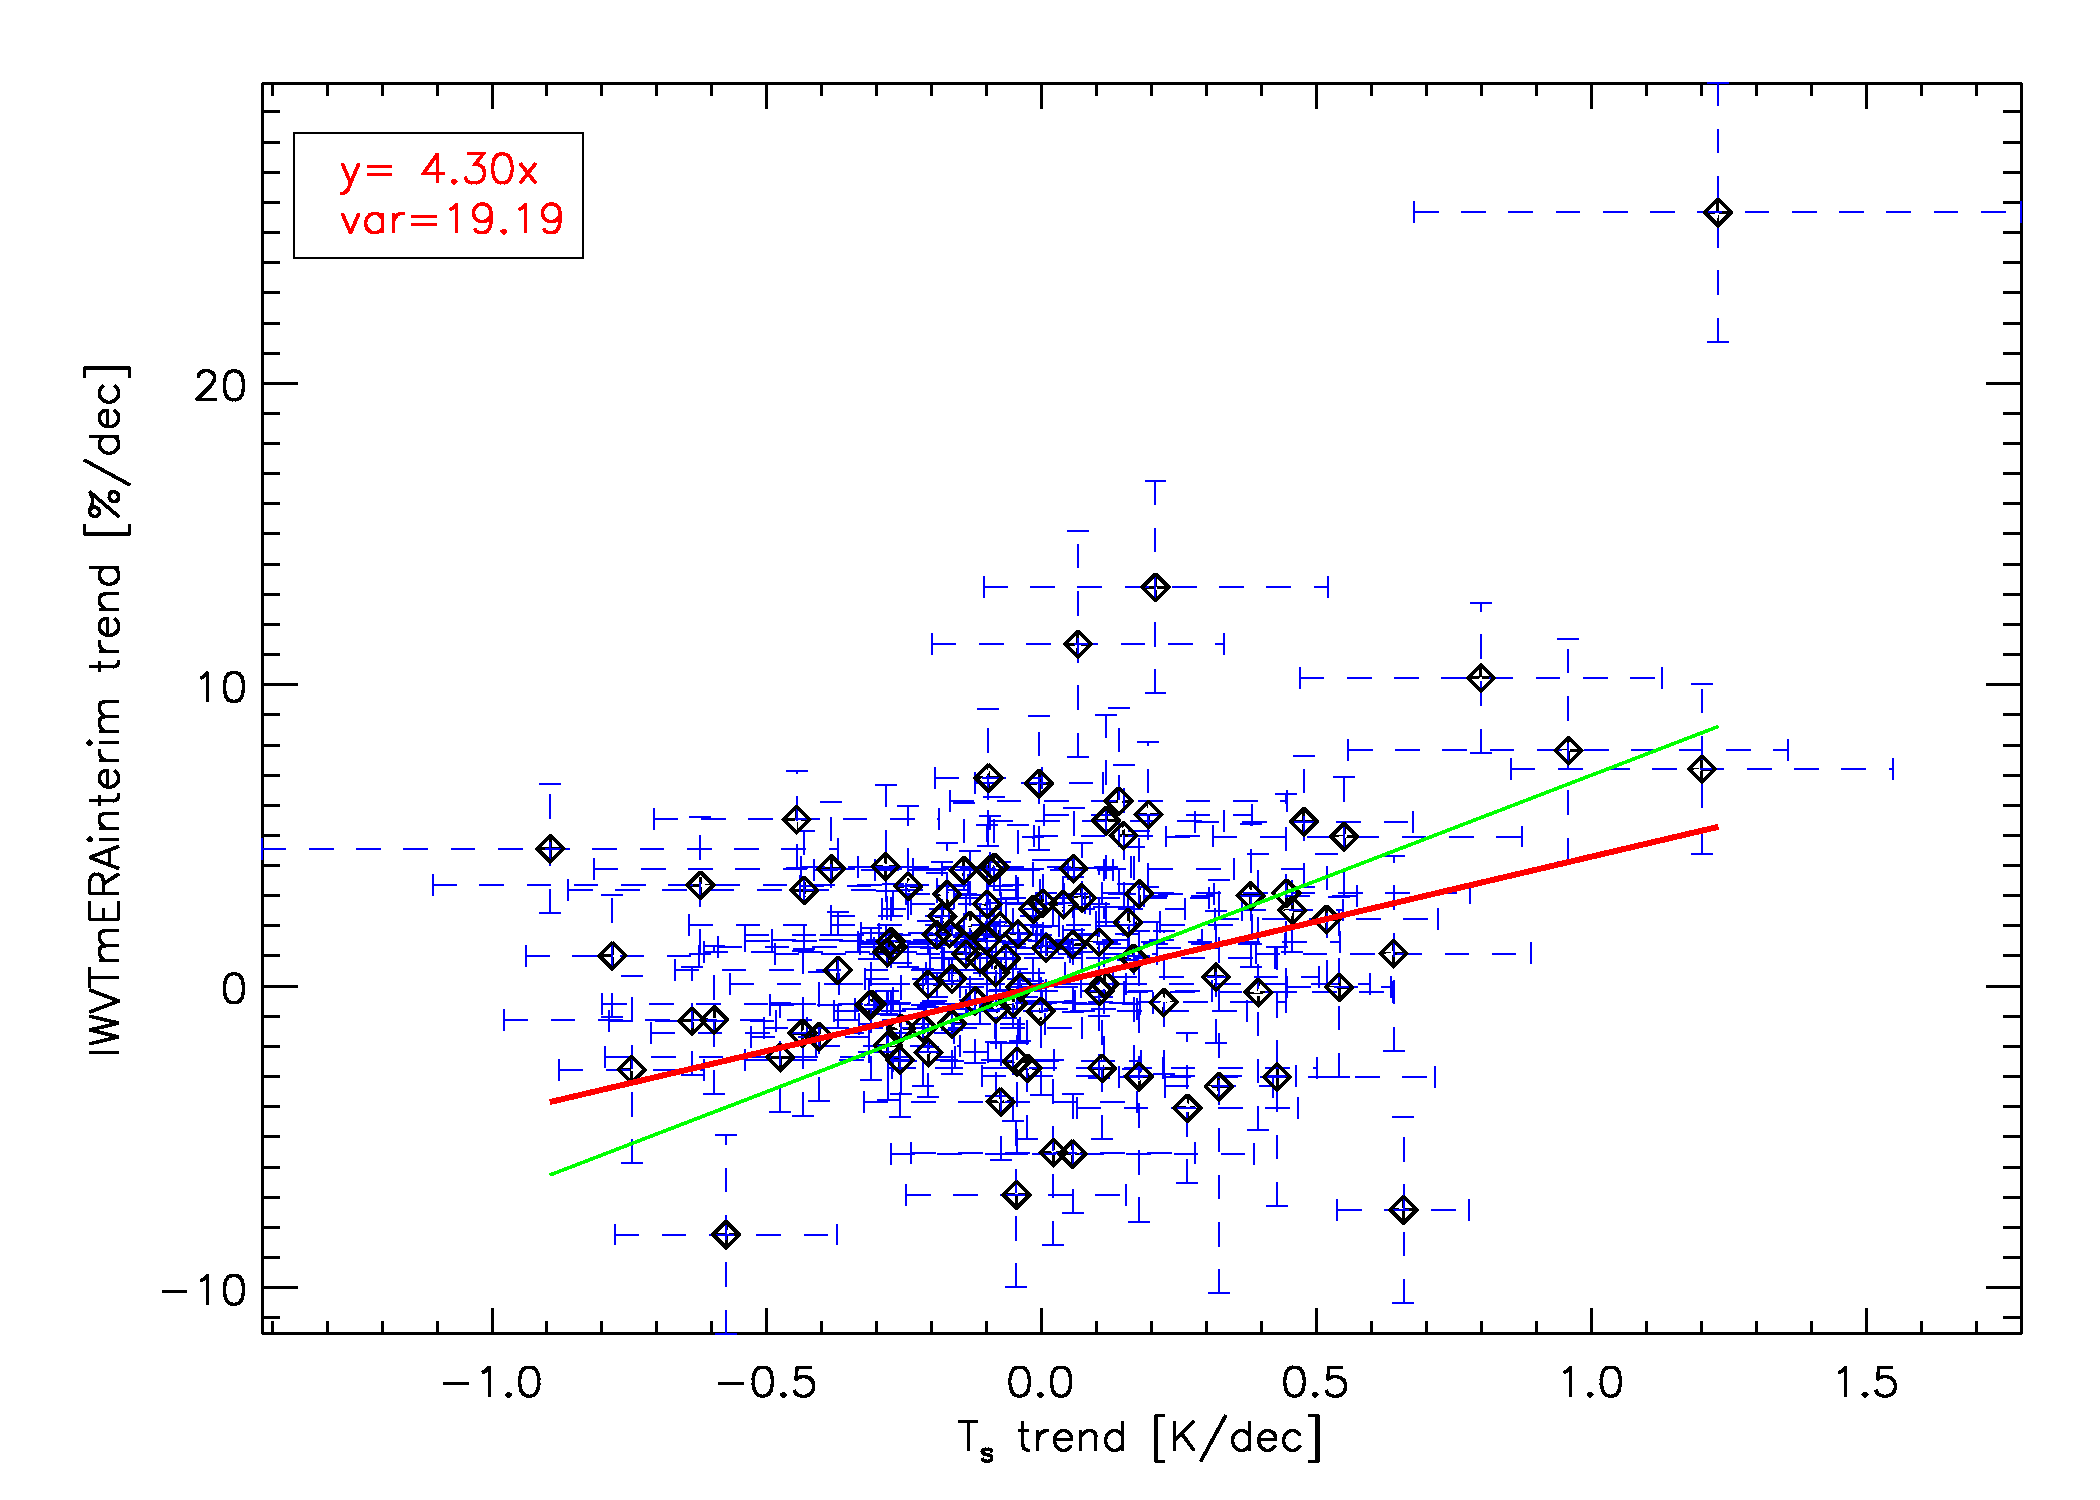 y= 4.30x
var=19.19
IWVTmERAinterim trend [%/dec]
20
10
0
-10
-1.0
-0.5
0.0
0.5
1.0
1.5
Ts trend [K/dec]